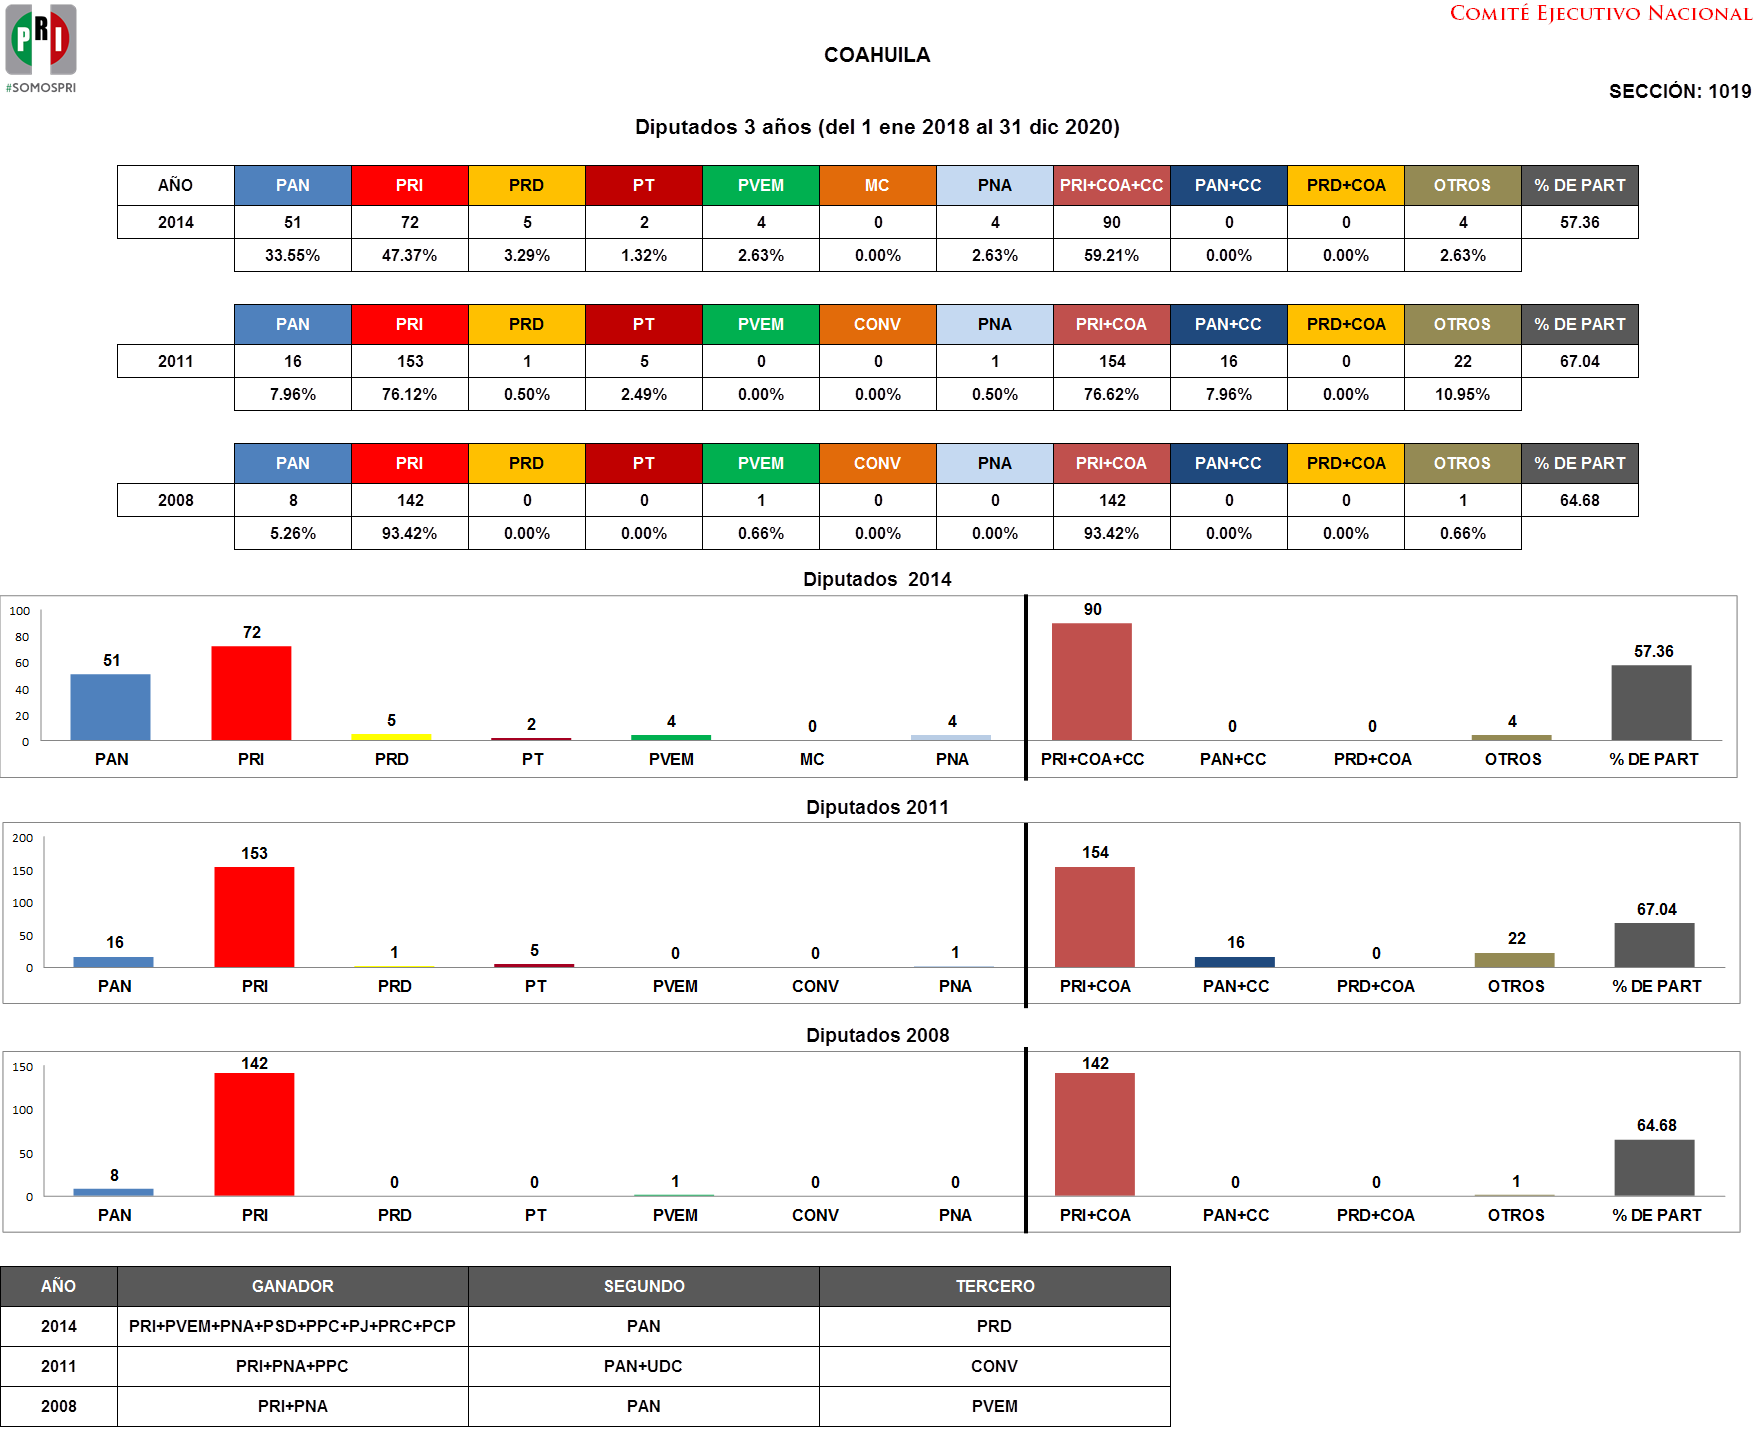 PRI
#SOMOSPRI
COMITÉ EJECUTIVO NACIONAL
COAHUILA
SECCIÓN: 1019
Diputados 3 años (del 1 ene 2018 al 31 dic 2020)
AÑO PAN PRI PRD PT PVEM MC PNA PRI+COA+CC PAN+CC PRD+COA OTROS % DE PART
2014 51 72 5 2 4 0 4 90 0 0 4 57.36
33.55% 47.37% 3.29% 1.32% 2.63% 0.00% 2.63% 59.21% 0.00% 0.00% 2.63%
PAN PRI PRD PT PVEM CONV PNA PRI+COA PAN+CC PRD+COA OTROS % DE PART
2011 16 153 1 5 0 0 1 154 16 0 22 67.04
7.96% 76.12% 0.50% 2.49% 0.00% 0.00% 0.50% 76.62% 7.96% 0.00% 10.95%
PAN PRI PRD PT PVEM CONV PNA PRI+COA PAN+CC PRD+COA OTROS % DE PART
2008 8 142 0 0 1 0 0 142 0 0 1 64.68
5.26% 93.42% 0.00% 0.00% 0.66% 0.00% 0.00% 93.42% 0.00% 0.00% 0.66%
Diputados 2014
100
80
60
40
20
0
51 72 5 2 4 0 4 90 0 0 4 57.36
PAN PRI PRD PT PVEM MC PNA PRI+COA+CC PAN+CC PRD+COA OTROS % DE PART
Diputados 2011
200
150
100
50
0
16 153 1 5 0 0 1 154 16 0 22 67.04
PAN PRI PRD PT PVEM CONV PNA PRI+COA PAN+CC PRD+COA OTROS % DE PART
Diputados 2008
150
100
50
0
8 142 0 0 1 0 0 142 0 0 1 64.68
PAN PRI PRD PT PVEM CONV PNA PRI+COA PAN+CC PRD+COA OTROS % DE PART
AÑO GANADOR SEGUNDO TERCERO
2014 PRI+PVEM+PNA+PSD+PPC+PJ+PRC+PCP PAN PRD
2011 PRI+PNA+PPC PAN+UDC CONV
2008 PRI+PNA PAN PVEM